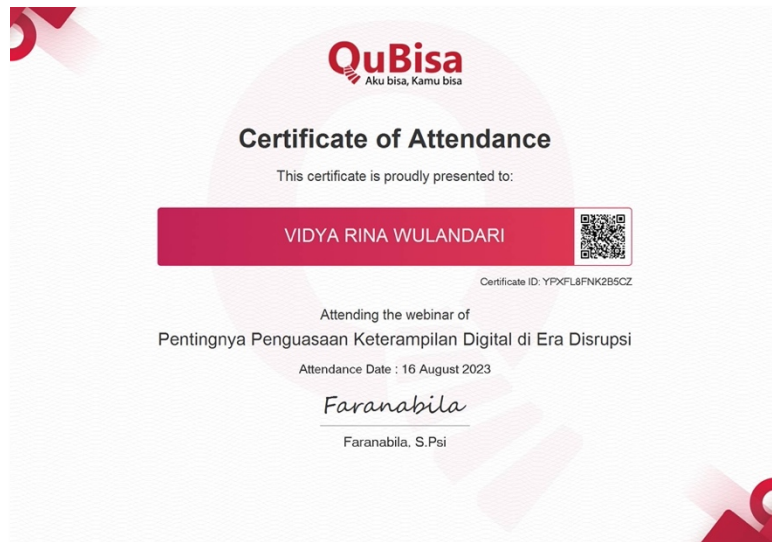 QuBisa
Aku bisa, Kamu bisa
Certificate of Attendance
This certificate is proudly presented to:
VIDYA RINA WULANDARI
Certificate ID: YPXFL8FNK2B5CZ
Attending the webinar of
Pentingnya Penguasaan Keterampilan Digital di Era Disrupsi
Attendance Date : 16 August 2023
Faranabila
Faranabila, S.Psi